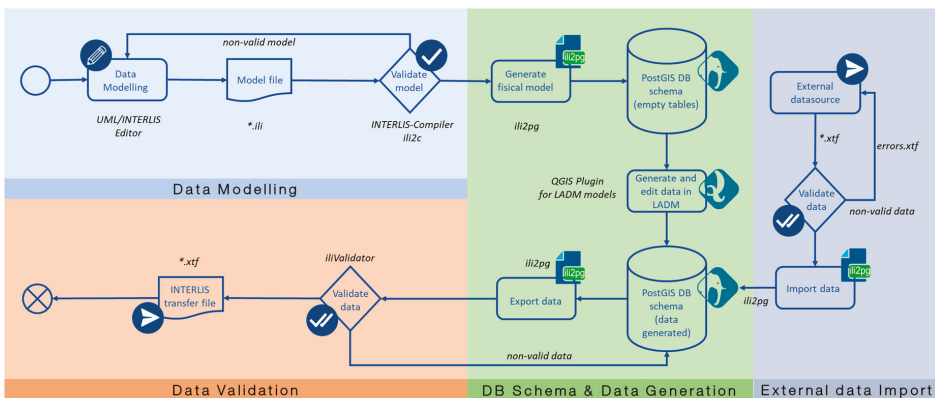 non-valid model
Data
Modelling
UML/INTERLIS
Editor
Model file
*.ili
Validate
model
INTERLIS-Compiler
ili2c
Data Modelling
ili2pg
Generate
fisical model
ili2pg
PostGIS DB
schema
(empty tables)
QGIS Plugin
for LADM models
Generate and
edit data in
LADM
External
datasource
*.xtf
errors.xtf
Validate
data
non-valid data
ili2pg
Import data
ili2pg
External data Import
PostGIS DB
schema
(data
generated)
ili2pg
ili2pg
Export data
DB Schema & Data Generation
iliValidator
Validate
data
non-valid data
*.xtf
INTERLIS
transfer file
Data Validation